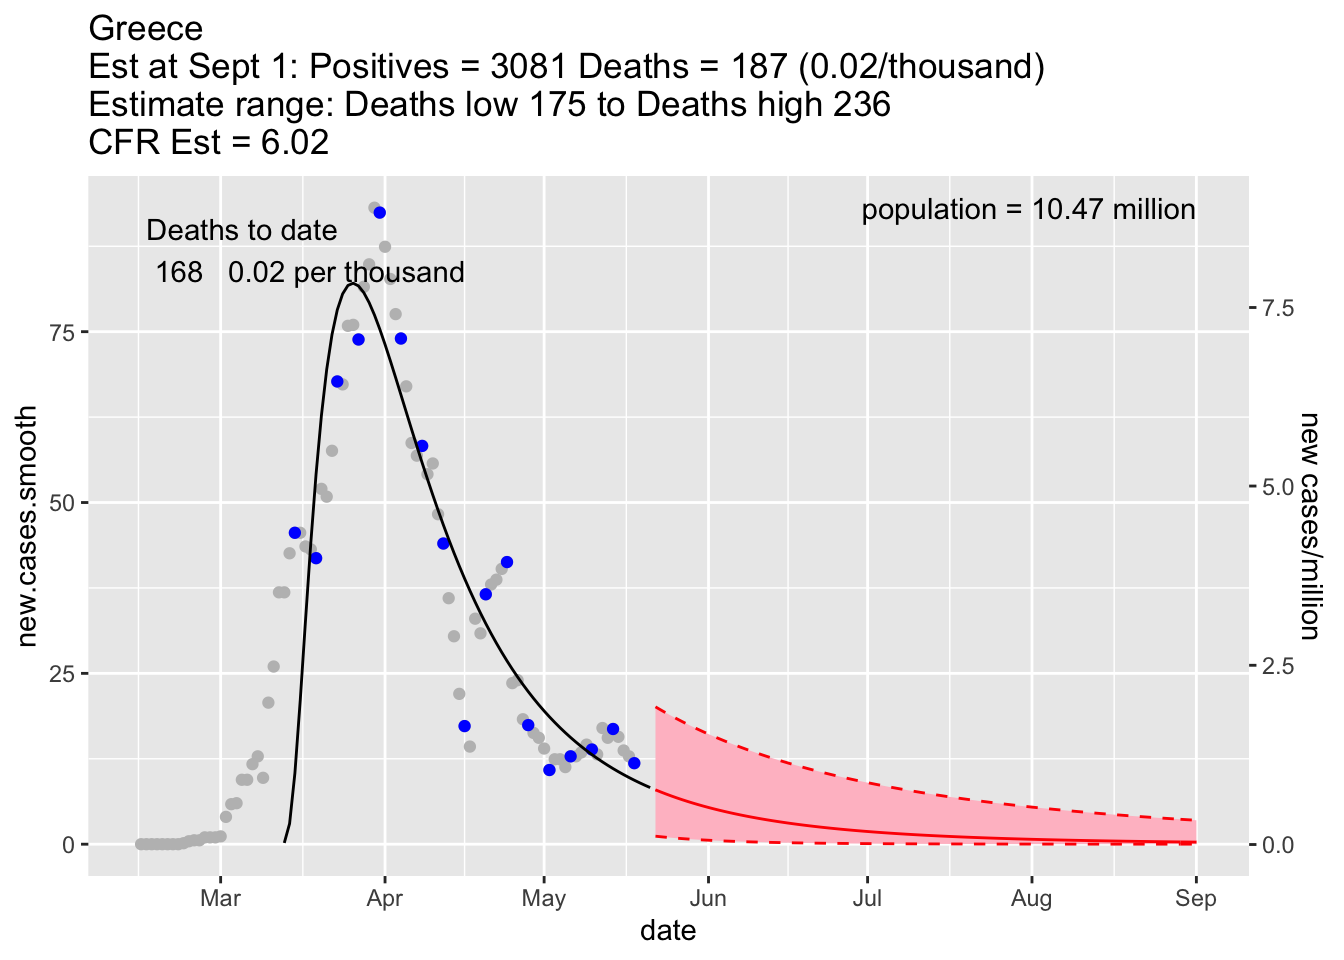 Greece
Est at Sept 1: Positives = 3081 Deaths = 187 (0.02/thousand)
Estimate range: Deaths low 175 to Deaths high 236
CFR Est = 6.02
population = 10.47 million
Deaths to date
168 0.02 per thousand
new.cases.smooth
75
50
25
0
7.5
5.0
2.5
0.0
new cases/million
Mar Apr May Jun Jul Aug Sep
date